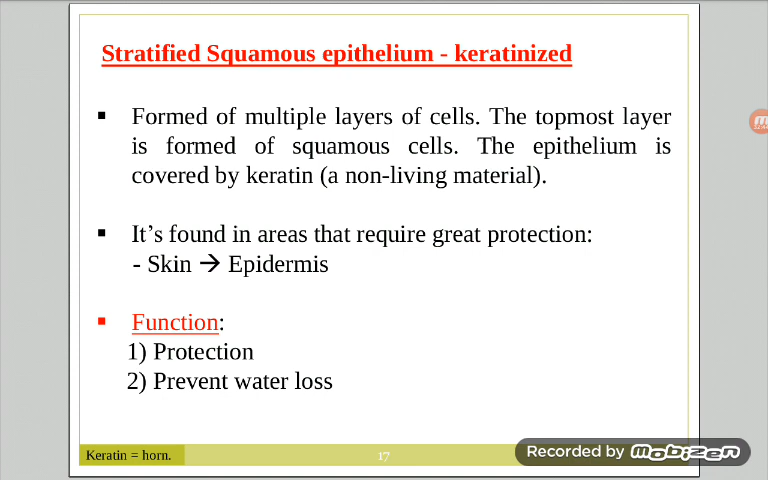 Stratified Squamous epithelium - keratinized
▪ Formed of multiple layers of cells. The topmost layer
is formed of squamous cells. The epithelium is
covered by keratin (a non-living material).
▪ It’s found in areas that require great protection:
- Skin → Epidermis
▪ Function:
1) Protection
2) Prevent water loss
Keratin = horn.
17
Recorded by mobizen